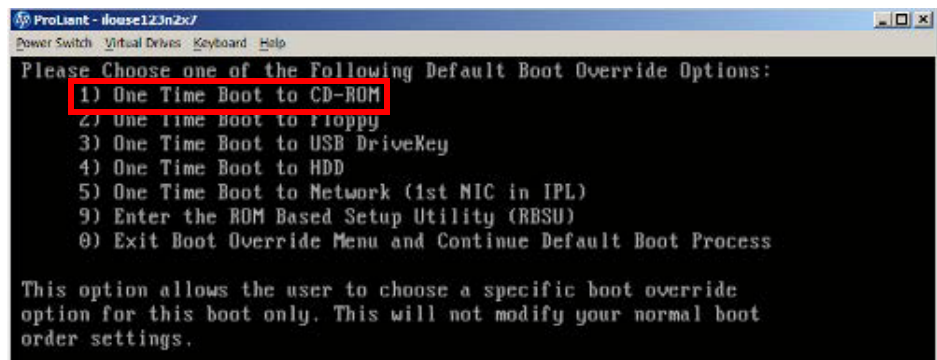 ProLiant - ilouse123n2x7
Power Switch Virtual Drives Keyboard Help
Please Choose one of the Following Default Boot Override Options:
1) One Time Boot to CD-ROM
2) One Time Boot to Floppy
3) One Time Boot to USB DriveKey
4) One Time Boot to HDD
5) One Time Boot to Network (1st NIC in IPL)
9) Enter the ROM Based Setup Utility (RBSU)
0) Exit Boot Override Menu and Continue Default Boot Process
This option allows the user to choose a specific boot override
option for this boot only. This will not modify your normal boot
order settings.